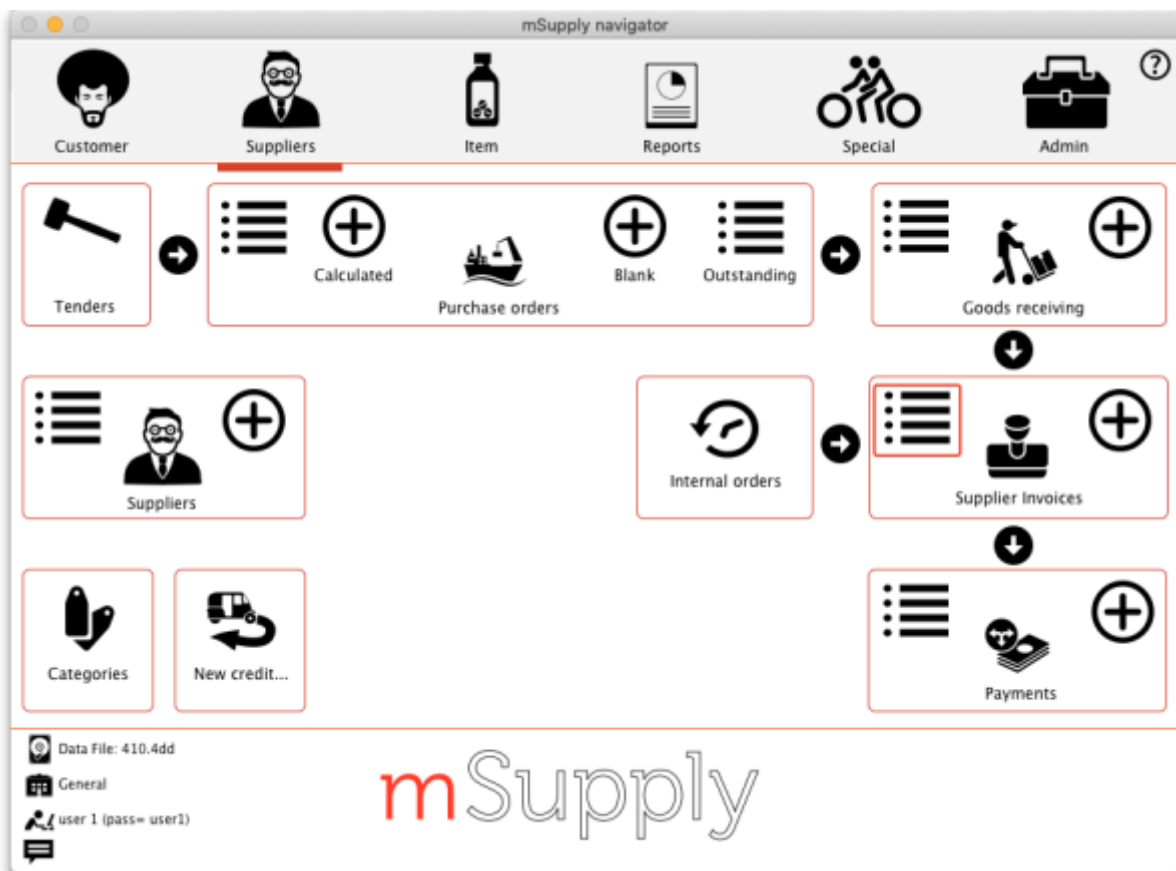 mSupply navigator
Customer
Suppliers
Item
Reports
Special
Admin
?
Tenders
Calculated
Blank
Outstanding
Purchase orders
Goods receiving
Suppliers
Internal orders
Supplier Invoices
Categories
New credit...
Payments
Data File: 410.4dd
General
user 1 (pass= user1)
mSupply